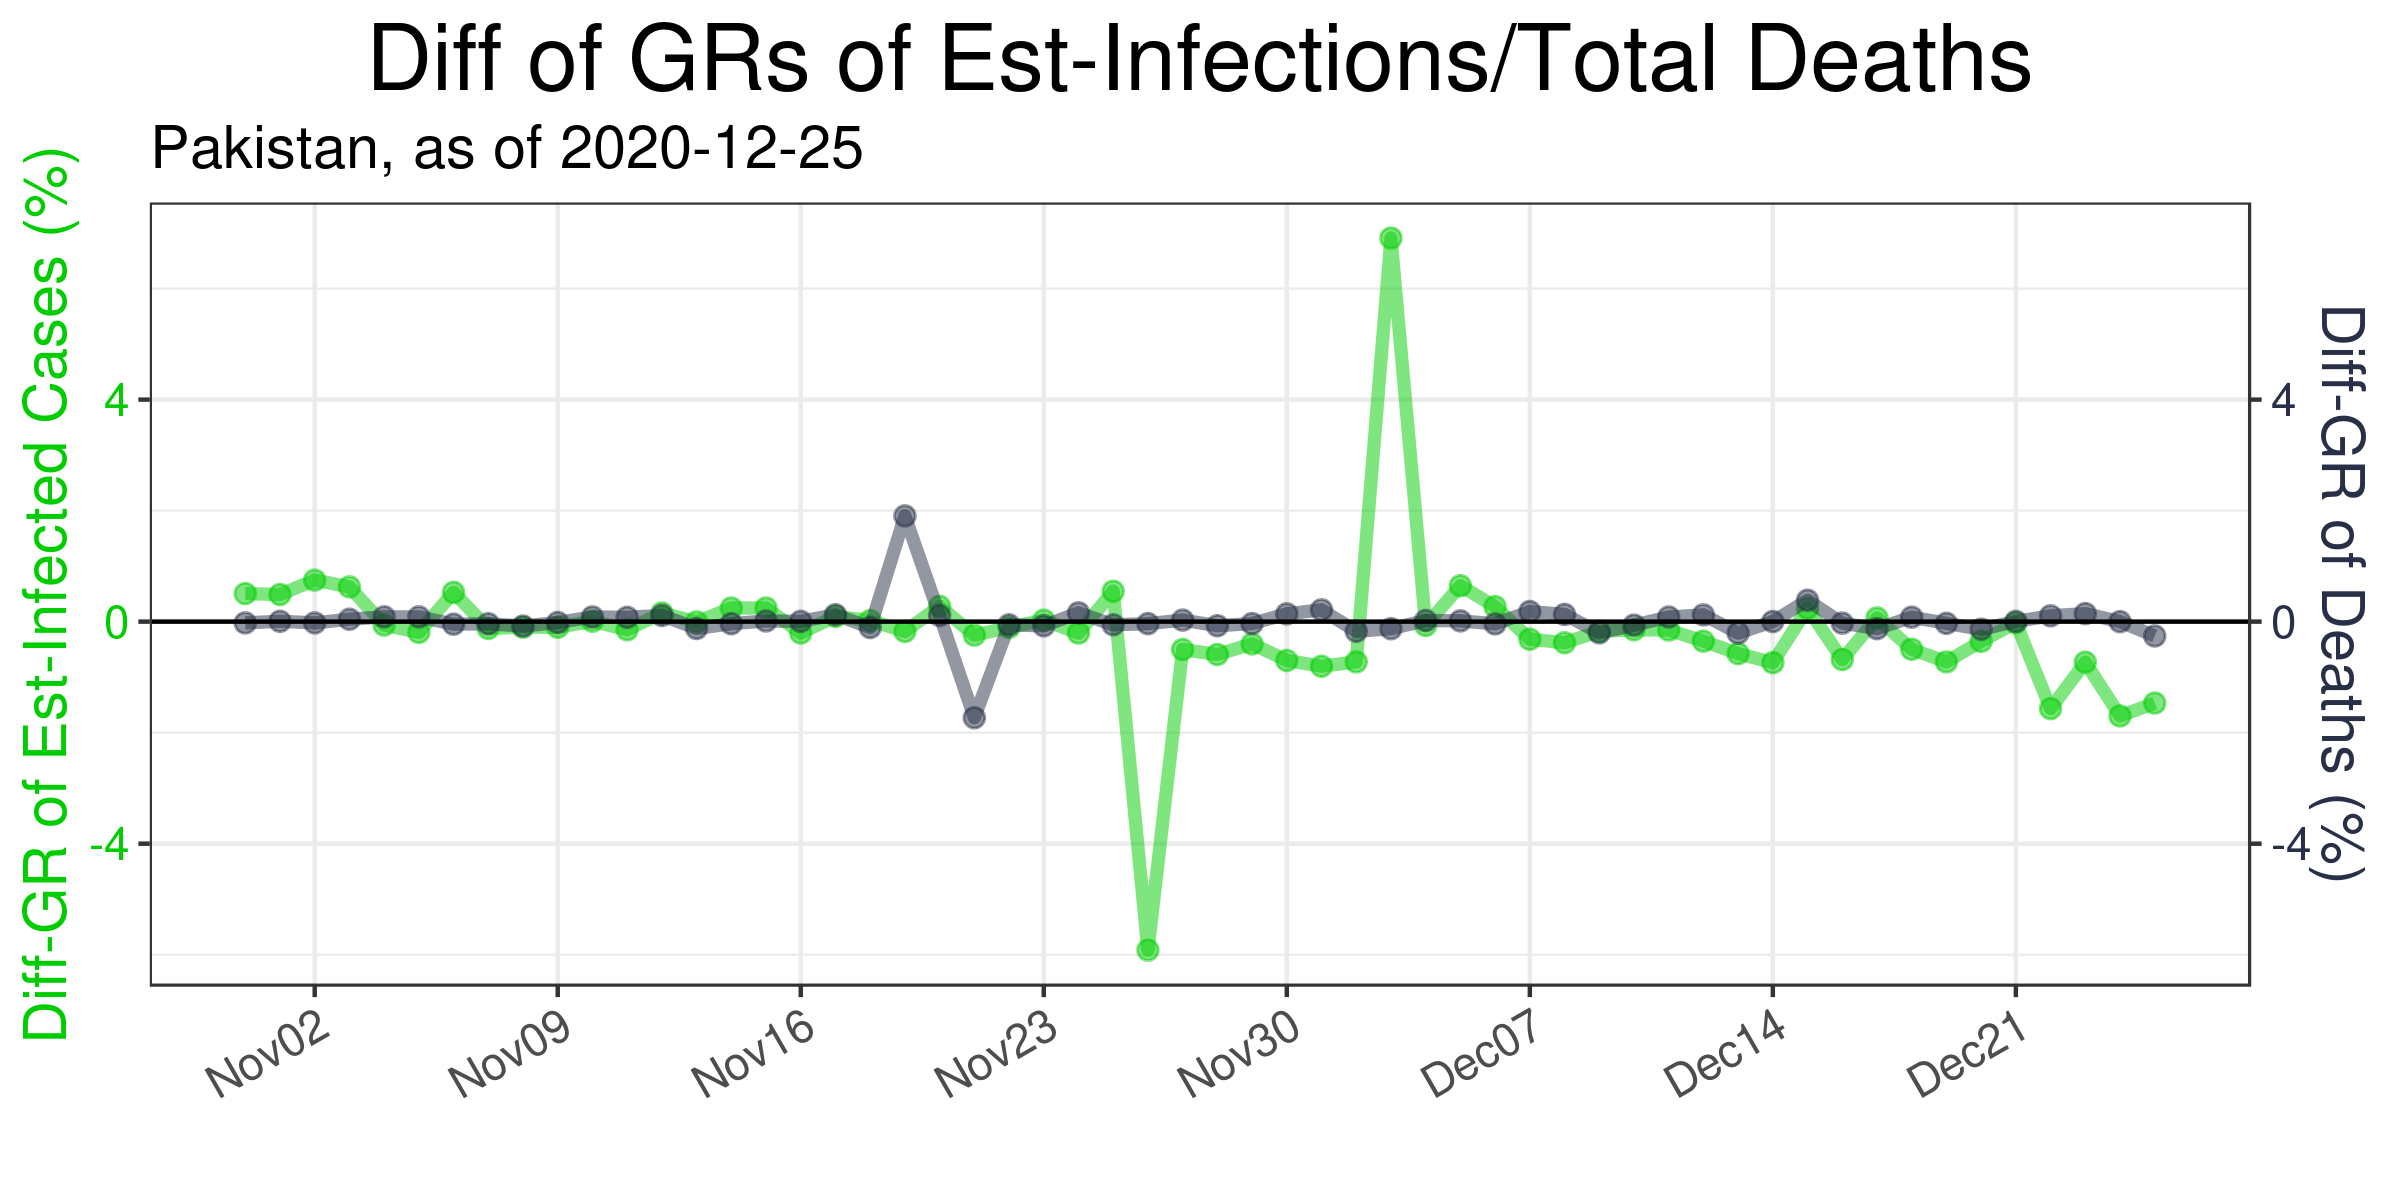 Diff of GRs of Est-Infections/Total Deaths
Pakistan, as of 2020-12-25
Diff-GR of Est-Infected Cases (%)
4
0
-4
4
0
-4
Diff-GR of Deaths (%)
Nov02
Nov09
Nov16
Nov23
Nov30
Dec07
Dec14
Dec21